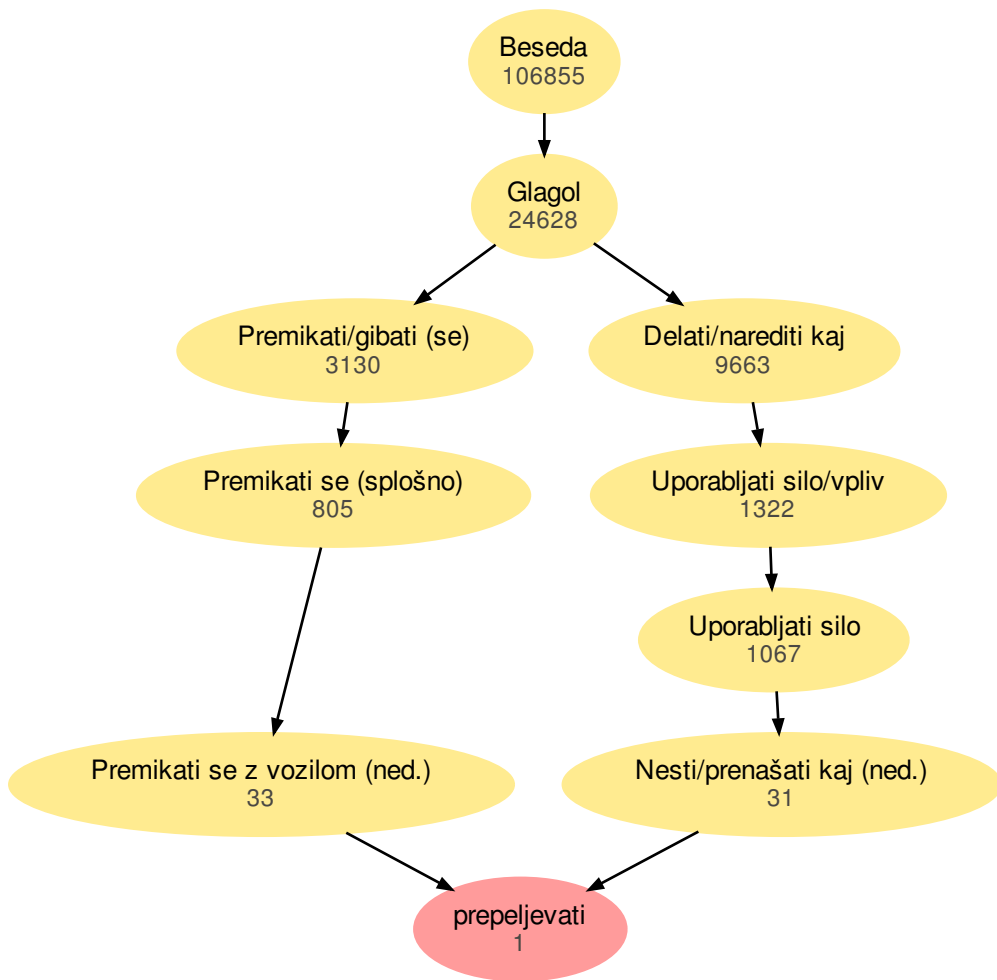 Beseda
106855
Glagol
24628
Premikati/gibati (se)
3130
Delati/narediti kaj
9663
Premikati se (splošno)
805
Uporabljati silo/vpliv
1322
Uporabljati silo
1067
Premikati se z vozilom (ned.)
33
Nesti/prenašati kaj (ned.)
31
prepeljevati
1